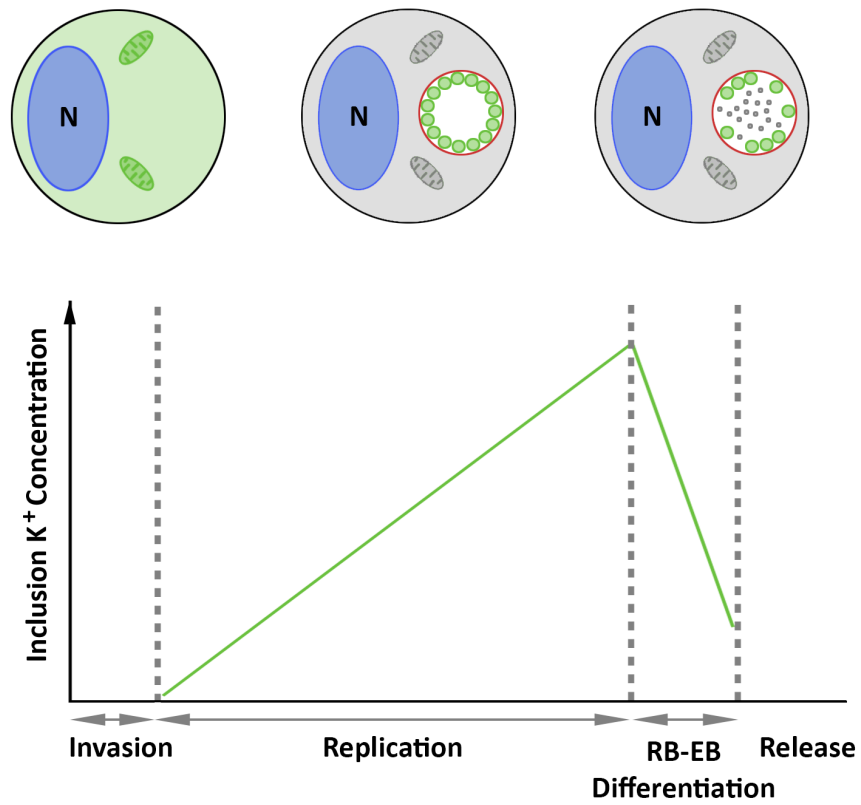 N
N
N
Inclusion K⁺ Concentration
Invasion
Replication
RB-EB
Differentiation
Release